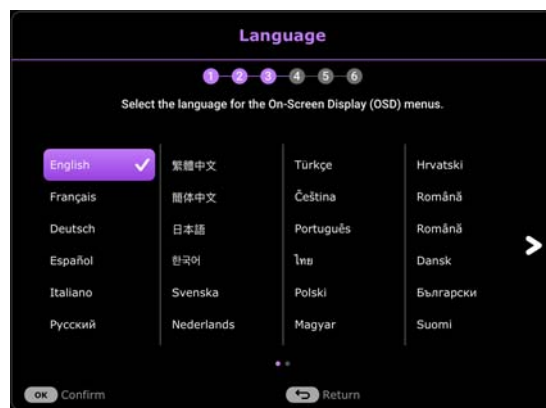 Language
1 2 3 4 5 6
Select the language for the On-Screen Display (OSD) menus.
English 繁體中文 Türkçe Hrvatski
Français 簡体中文 Čeština Română
Deutsch 日本語 Português Română
Español 한국어 ไทย Dansk
Italiano Svenska Polski Български
Русский Nederlands Magyar Suomi
OK Confirm Return